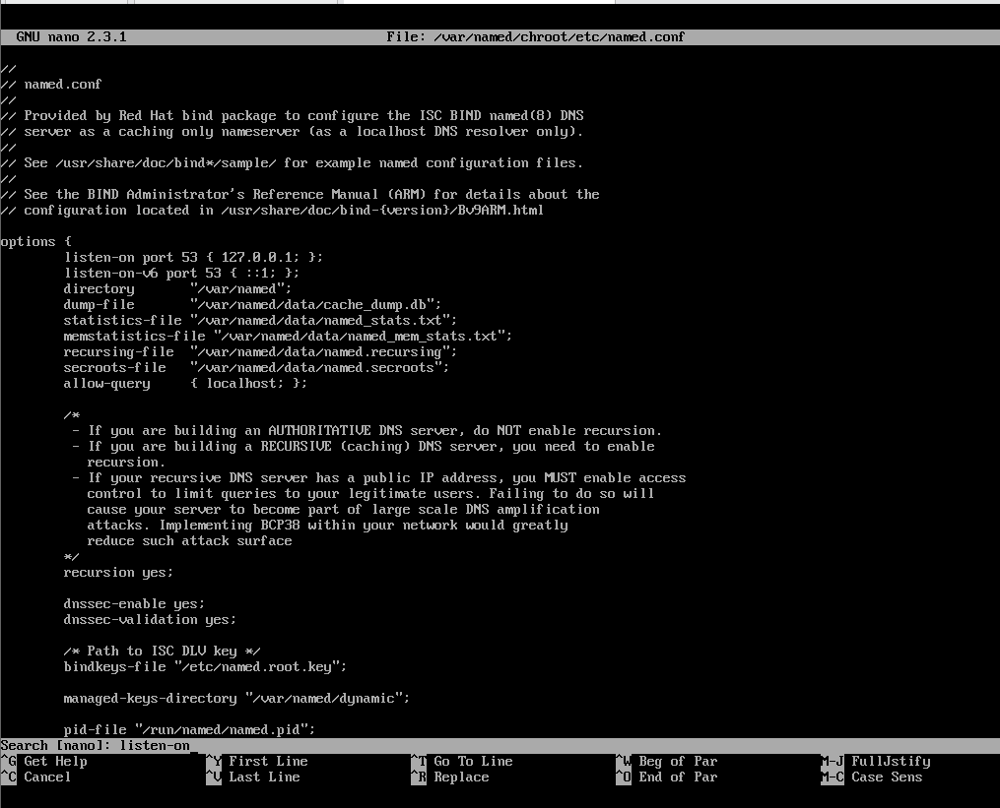 GNU nano 2.3.1 File: /var/named/chroot/etc/named.conf
//
// named.conf
//
// Provided by Red Hat bind package to configure the ISC BIND named(8) DNS
// server as a caching only nameserver (as a localhost DNS resolver only).
//
// See /usr/share/doc/bind*/sample/ for example named configuration files.
//
// See the BIND Administrator's Reference Manual (ARM) for details about the
// configuration located in /usr/share/doc/bind-{version}/Bv9ARM.html
options {
listen-on port 53 { 127.0.0.1; };
listen-on-v6 port 53 { ::1; };
directory "/var/named";
dump-file "/var/named/data/cache_dump.db";
statistics-file "/var/named/data/named_stats.txt";
memstatistics-file "/var/named/data/named_mem_stats.txt";
recursing-file "/var/named/data/named.recursing";
secroots-file "/var/named/data/named.secroots";
allow-query { localhost; };
/*
- If you are building an AUTHORITATIVE DNS server, do NOT enable recursion.
- If you are building a RECURSIVE (caching) DNS server, you need to enable
recursion.
- If your recursive DNS server has a public IP address, you MUST enable access
control to limit queries to your legitimate users. Failing to do so will
cause your server to become part of large scale DNS amplification
attacks. Implementing BCP38 within your network would greatly
reduce such attack surface
*/
recursion yes;
dnssec-enable yes;
dnssec-validation yes;
/* Path to ISC DLV key */
bindkeys-file "/etc/named.root.key";
managed-keys-directory "/var/named/dynamic";
pid-file "/run/named/named.pid";
Search [nano]: listen-on_
^G Get Help ^Y First Line ^T Go To Line ^W Beg of Par M-J FullJstify
^C Cancel ^V Last Line ^R Replace ^O End of Par M-C Case Sens